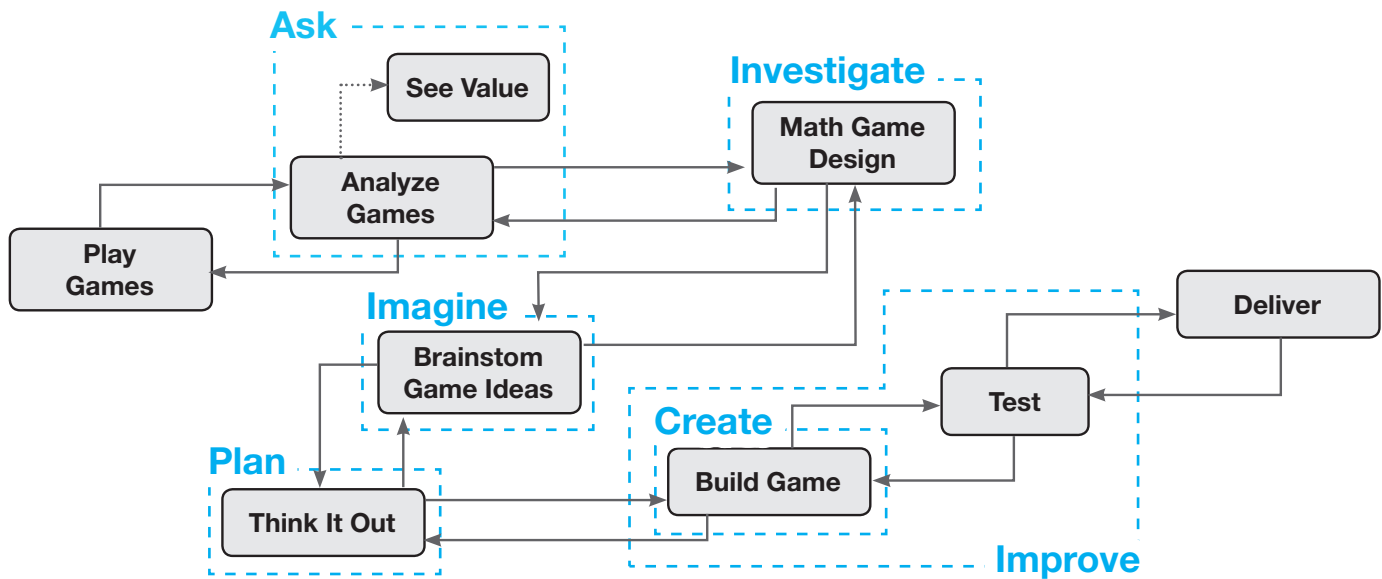 Ask
See Value
Investigate
Math Game
Design
Analyze
Games
Play
Games
Imagine
Brainstom
Game Ideas
Deliver
Test
Create
Build Game
Plan
Think It Out
Improve